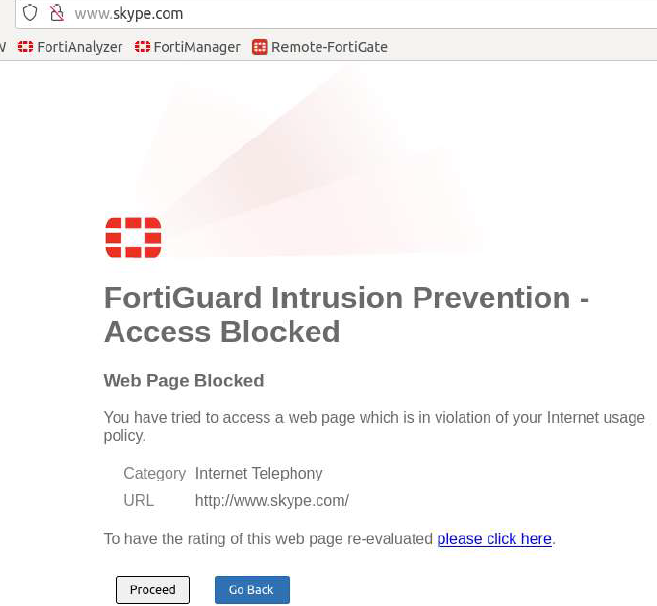 www.skype.com
FortiAnalyzer FortiManager Remote-FortiGate
FortiGuard Intrusion Prevention -
Access Blocked
Web Page Blocked
You have tried to access a web page which is in violation of your Internet usage
policy.
Category Internet Telephony
URL http://www.skype.com/
To have the rating of this web page re-evaluated please click here.
Proceed Go Back